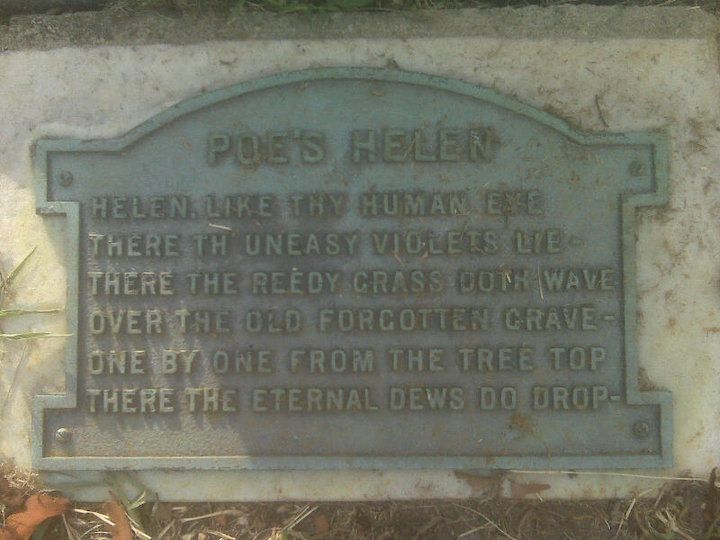 POE'S HELEN
HELEN, LIKE THY HUMAN EYE
THERE TH' UNEASY VIOLETS LIE -
THERE THE REEDY GRASS DOTH WAVE
OVER THE OLD FORGOTTEN GRAVE -
ONE BY ONE FROM THE TREE TOP
THERE THE ETERNAL DEWS DO DROP -